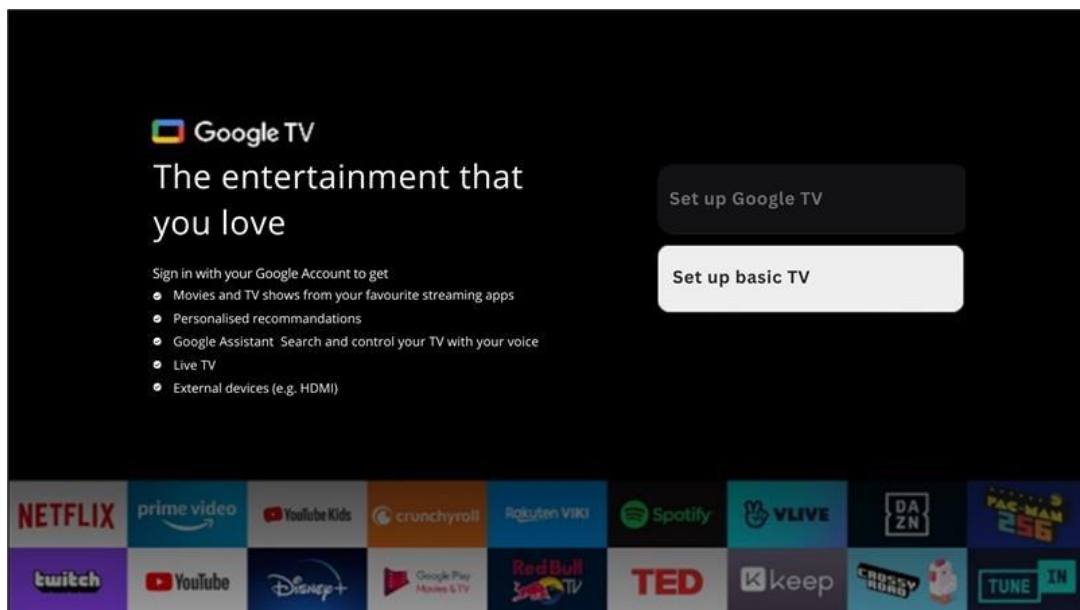 Google TV
The entertainment that
you love
Sign in with your Google Account to get
Movies and TV shows from your favourite streaming apps
Personalised recommandations
Google Assistant Search and control your TV with your voice
Live TV
External devices (e.g. HDMI)
Set up Google TV
Set up basic TV
NETFLIX
prime video
YouTube Kids
crunchyroll
Rakuten VIKI
Spotify
VLIVE
DA
ZN
PAC-MAN
256
twitch
YouTube
Disney+
Google Play
Movies & TV
Red Bull
TV
TED
keep
CROSSY
ROAD
TUNE IN